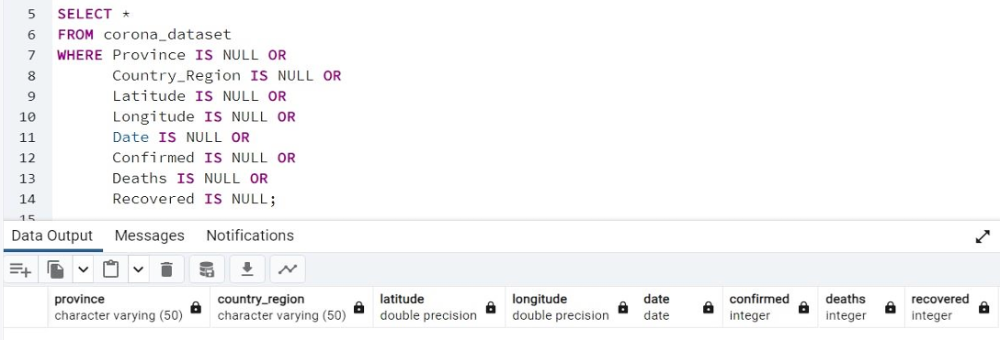 5 SELECT *
6 FROM corona_dataset
7 WHERE Province IS NULL OR
8 Country_Region IS NULL OR
9 Latitude IS NULL OR
10 Longitude IS NULL OR
11 Date IS NULL OR
12 Confirmed IS NULL OR
13 Deaths IS NULL OR
14 Recovered IS NULL;
15
Data Output Messages Notifications
province country_region latitude longitude date confirmed deaths recovered
character varying (50) character varying (50) double precision double precision date integer integer integer